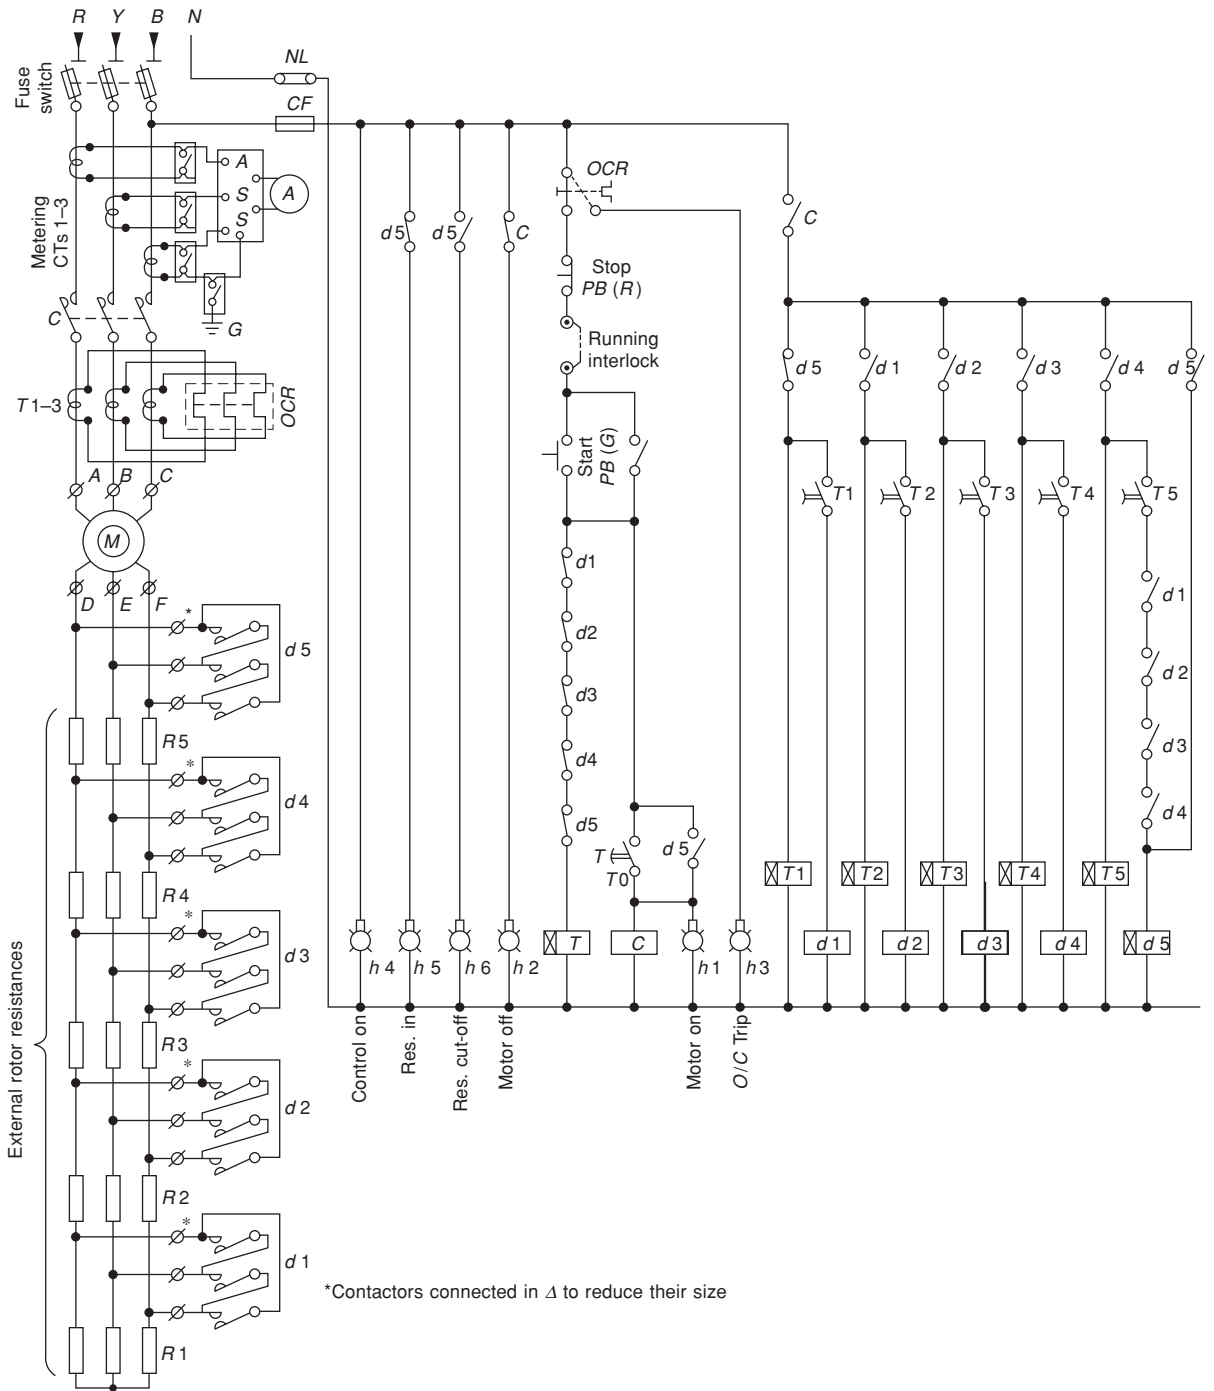 R Y B N
NL
Fuse switch
CF
A
S
S
A
Metering CTs 1–3
G
C
T1–3
OCR
A B C
M
D E F
*
d5
R5
*
d4
R4
*
d3
R3
*
d2
R2
*
d1
R1
External rotor resistances
OCR
d5 d5 C
C
Stop
PB (R)
Running
interlock
Start
PB (G)
d1
d2
d3
d4
d5
T
T0
d5
d5 d1 d2 d3 d4 d5
T1 T2 T3 T4 T5
d1
d2
d3
d4
T1 T2 T3 T4 T5
T C
d1 d2 d3 d4 d5
h4 h5 h6 h2 h1 h3
Control on
Res. in
Res. cut-off
Motor off
Motor on
O/C Trip
*Contactors connected in Δ to reduce their size